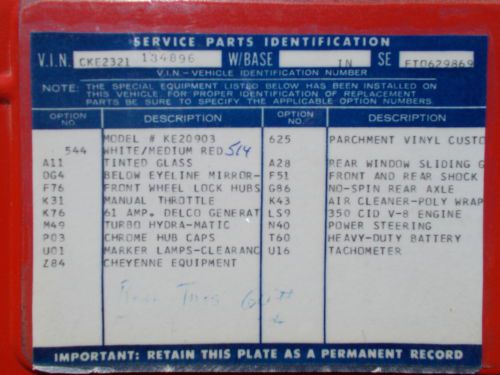 SERVICE PARTS IDENTIFICATION
V.I.N. CKE2321 134896 W/BASE IN SE FT0629869
V.I.N.-VEHICLE IDENTIFICATION NUMBER
NOTE: THE SPECIAL EQUIPMENT LISTED BELOW HAS BEEN INSTALLED ON
THIS VEHICLE. FOR PROPER IDENTIFICATION OF REPLACEMENT
PARTS BE SURE TO SPECIFY THE APPLICABLE OPTION NUMBERS.
OPTION NO. DESCRIPTION OPTION NO. DESCRIPTION
MODEL # KE20903 625 PARCHMENT VINYL CUSTO
544 WHITE/MEDIUM RED 514
A11 TINTED GLASS A28 REAR WINDOW SLIDING G
DG4 BELOW EYELINE MIRROR- F51 FRONT AND REAR SHOCK
F76 FRONT WHEEL LOCK HUBS G86 NO-SPIN REAR AXLE
K31 MANUAL THROTTLE K43 AIR CLEANER-POLY WRAP
K76 61 AMP. DELCO GENERAT LS9 350 CID V-8 ENGINE
M49 TURBO HYDRA-MATIC N40 POWER STEERING
P03 CHROME HUB CAPS T60 HEAVY-DUTY BATTERY
U01 MARKER LAMPS-CLEARANC U16 TACHOMETER
Z84 CHEYENNE EQUIPMENT
This
IMPORTANT: RETAIN THIS PLATE AS A PERMANENT RECORD